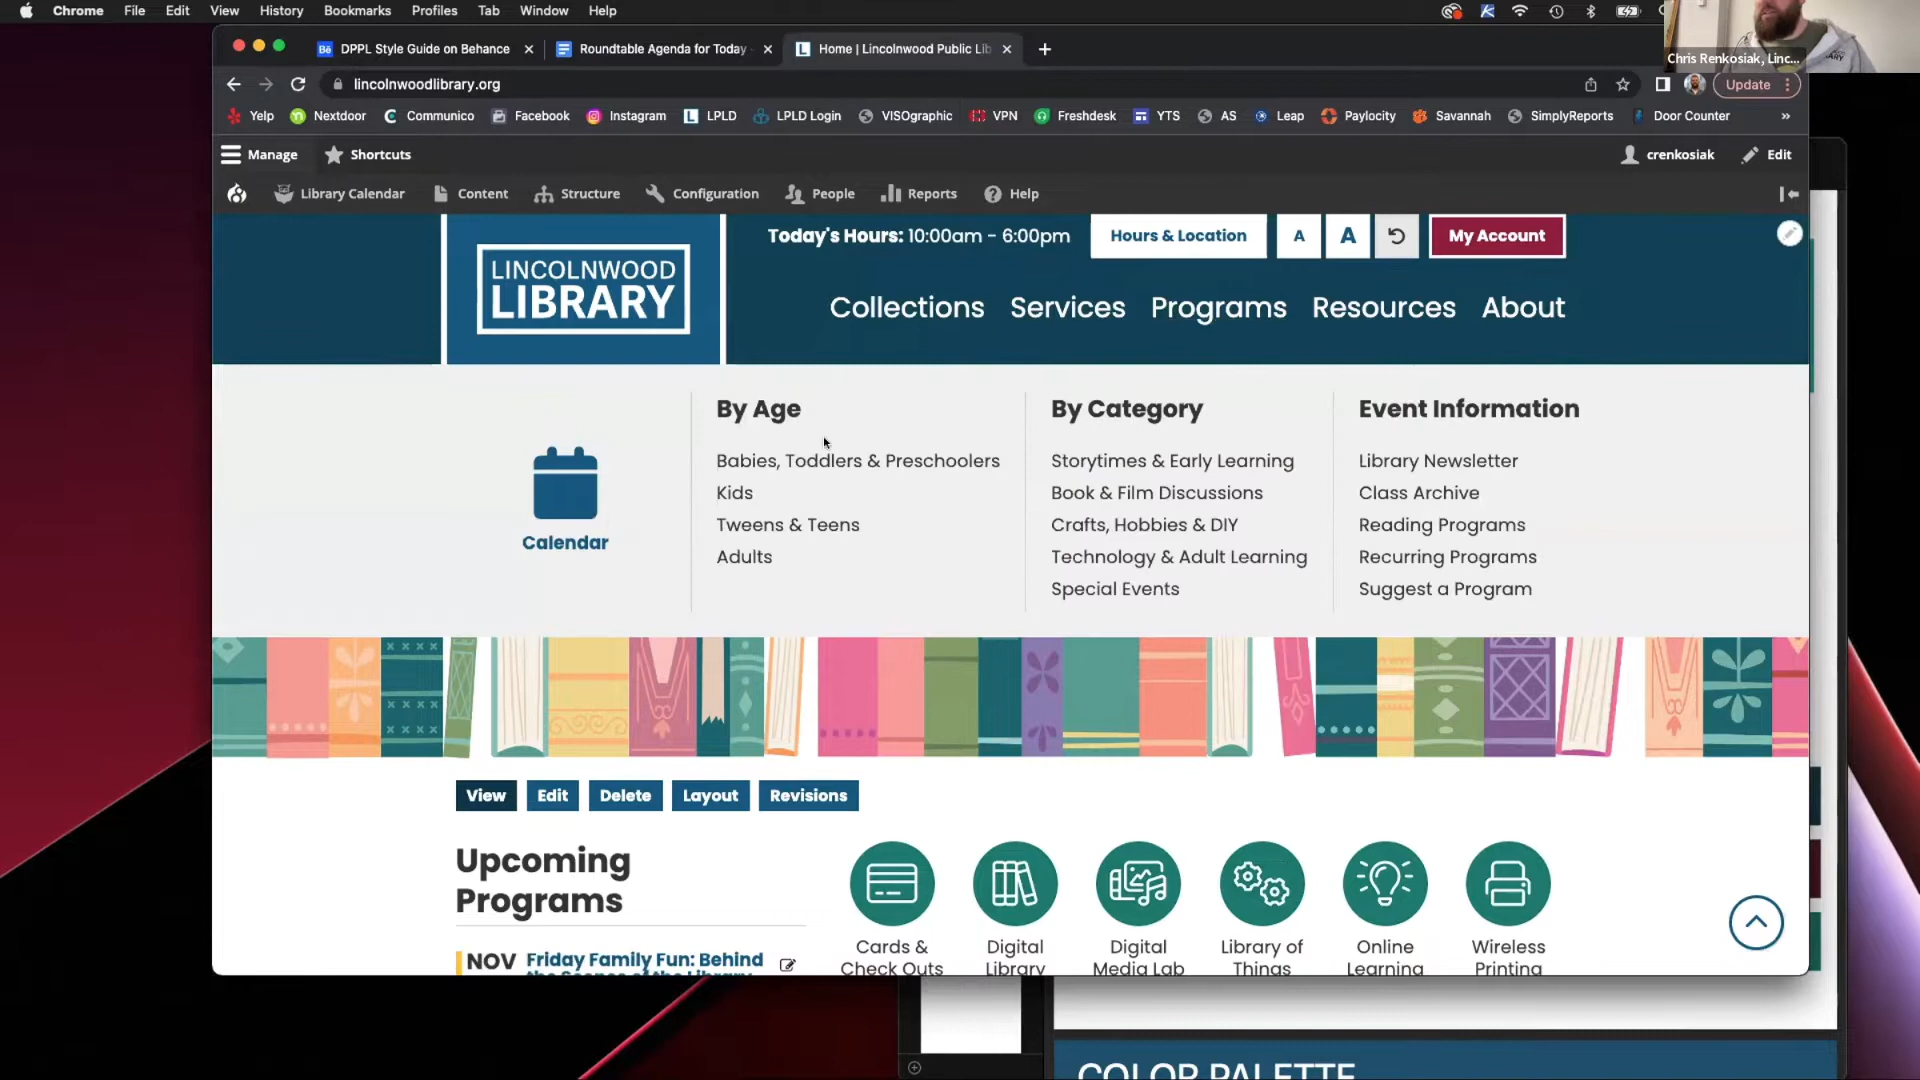 Chrome File Edit View History Bookmarks Profiles Tab Window Help
DPPL Style Guide on Behance
Roundtable Agenda for Today
Home | Lincolnwood Public Lib
lincolnwoodlibrary.org
Update
Chris Renkosiak, Linc...
Yelp Nextdoor Communico Facebook Instagram LPLD LPLD Login VISOgraphic VPN Freshdesk YTS AS Leap Paylocity Savannah SimplyReports Door Counter »
Manage Shortcuts crenkosiak Edit
Library Calendar Content Structure Configuration People Reports Help
LINCOLNWOOD
LIBRARY
Today's Hours: 10:00am - 6:00pm Hours & Location A A My Account
Collections Services Programs Resources About
Calendar
By Age
Babies, Toddlers & Preschoolers
Kids
Tweens & Teens
Adults
By Category
Storytimes & Early Learning
Book & Film Discussions
Crafts, Hobbies & DIY
Technology & Adult Learning
Special Events
Event Information
Library Newsletter
Class Archive
Reading Programs
Recurring Programs
Suggest a Program
View Edit Delete Layout Revisions
Upcoming
Programs
NOV Friday Family Fun: Behind
the Scenes of the Library
Cards &
Check Outs
Digital
Library
Digital
Media Lab
Library of
Things
Online
Learning
Wireless
Printing
COLOR PALETTE